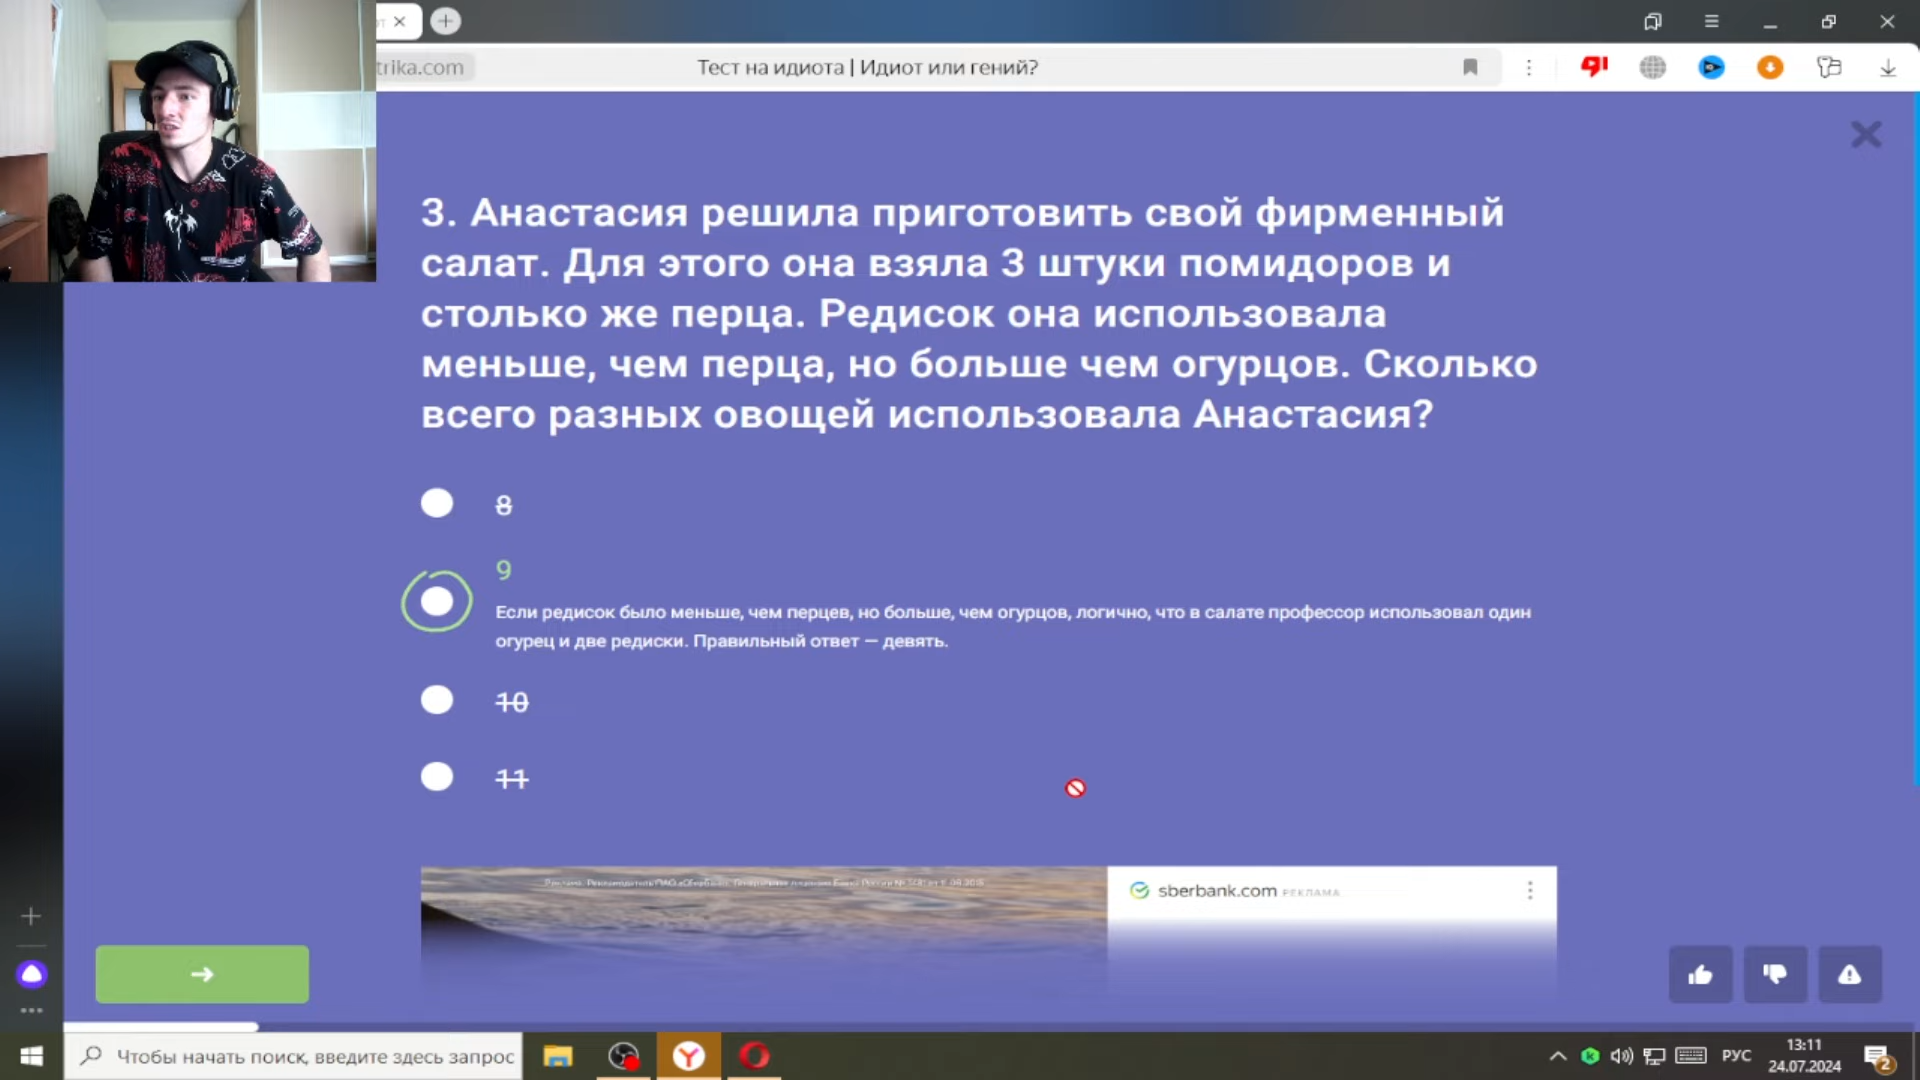 trika.com
Тест на идиота | Идиот или гений?
3. Анастасия решила приготовить свой фирменный
салат. Для этого она взяла 3 штуки помидоров и
столько же перца. Редисок она использовала
меньше, чем перца, но больше чем огурцов. Сколько
всего разных овощей использовала Анастасия?
8
9
Если редисок было меньше, чем перцев, но больше, чем огурцов, логично, что в салате профессор использовал один
огурец и две редиски. Правильный ответ — девять.
10
11
sberbank.com РЕКЛАМА
Чтобы начать поиск, введите здесь запрос
РУС
13:11
24.07.2024
2